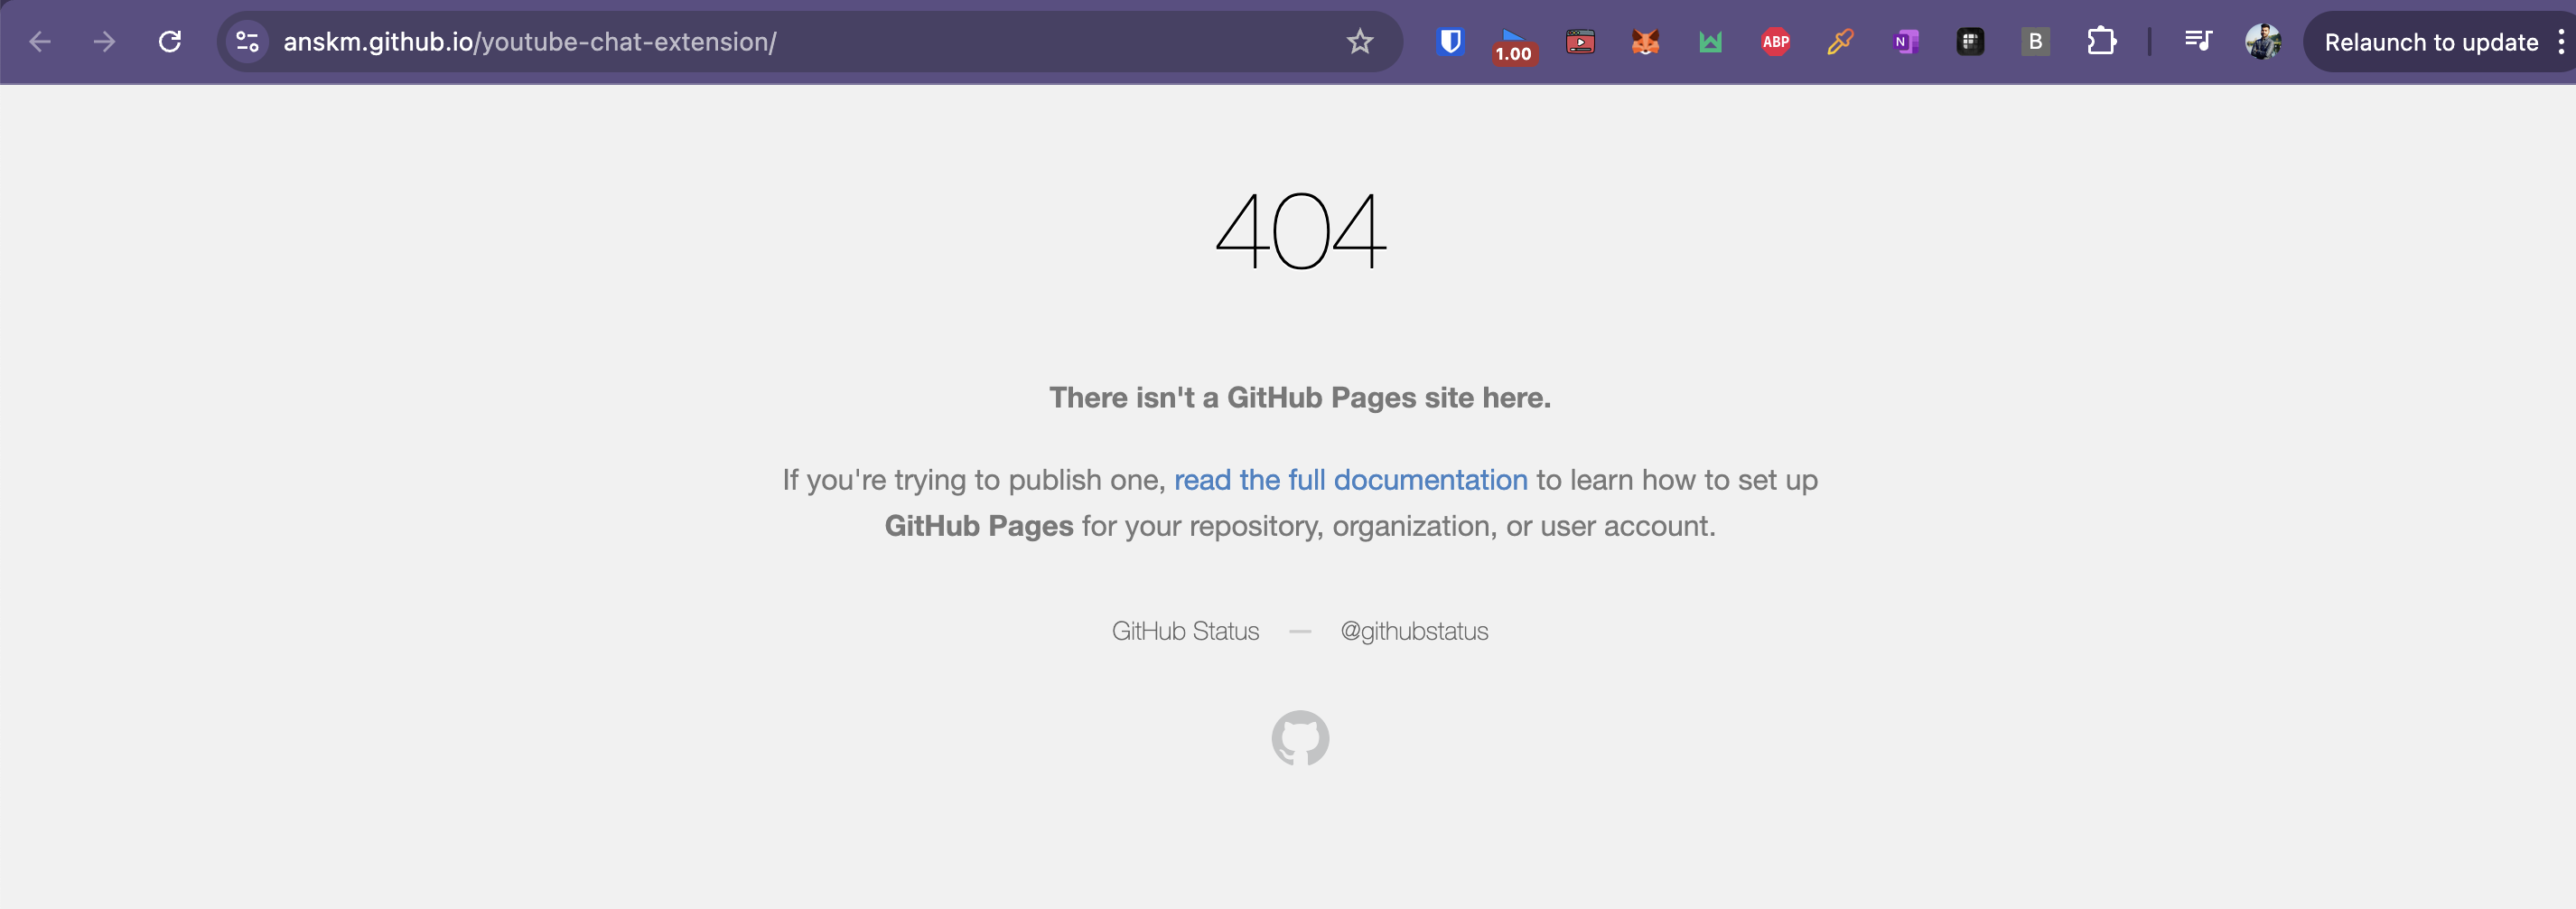 anskm.github.io/youtube-chat-extension/
1.00
ABP
N
B
Relaunch to update
404
There isn't a GitHub Pages site here.
If you're trying to publish one, read the full documentation to learn how to set up
GitHub Pages for your repository, organization, or user account.
GitHub Status — @githubstatus